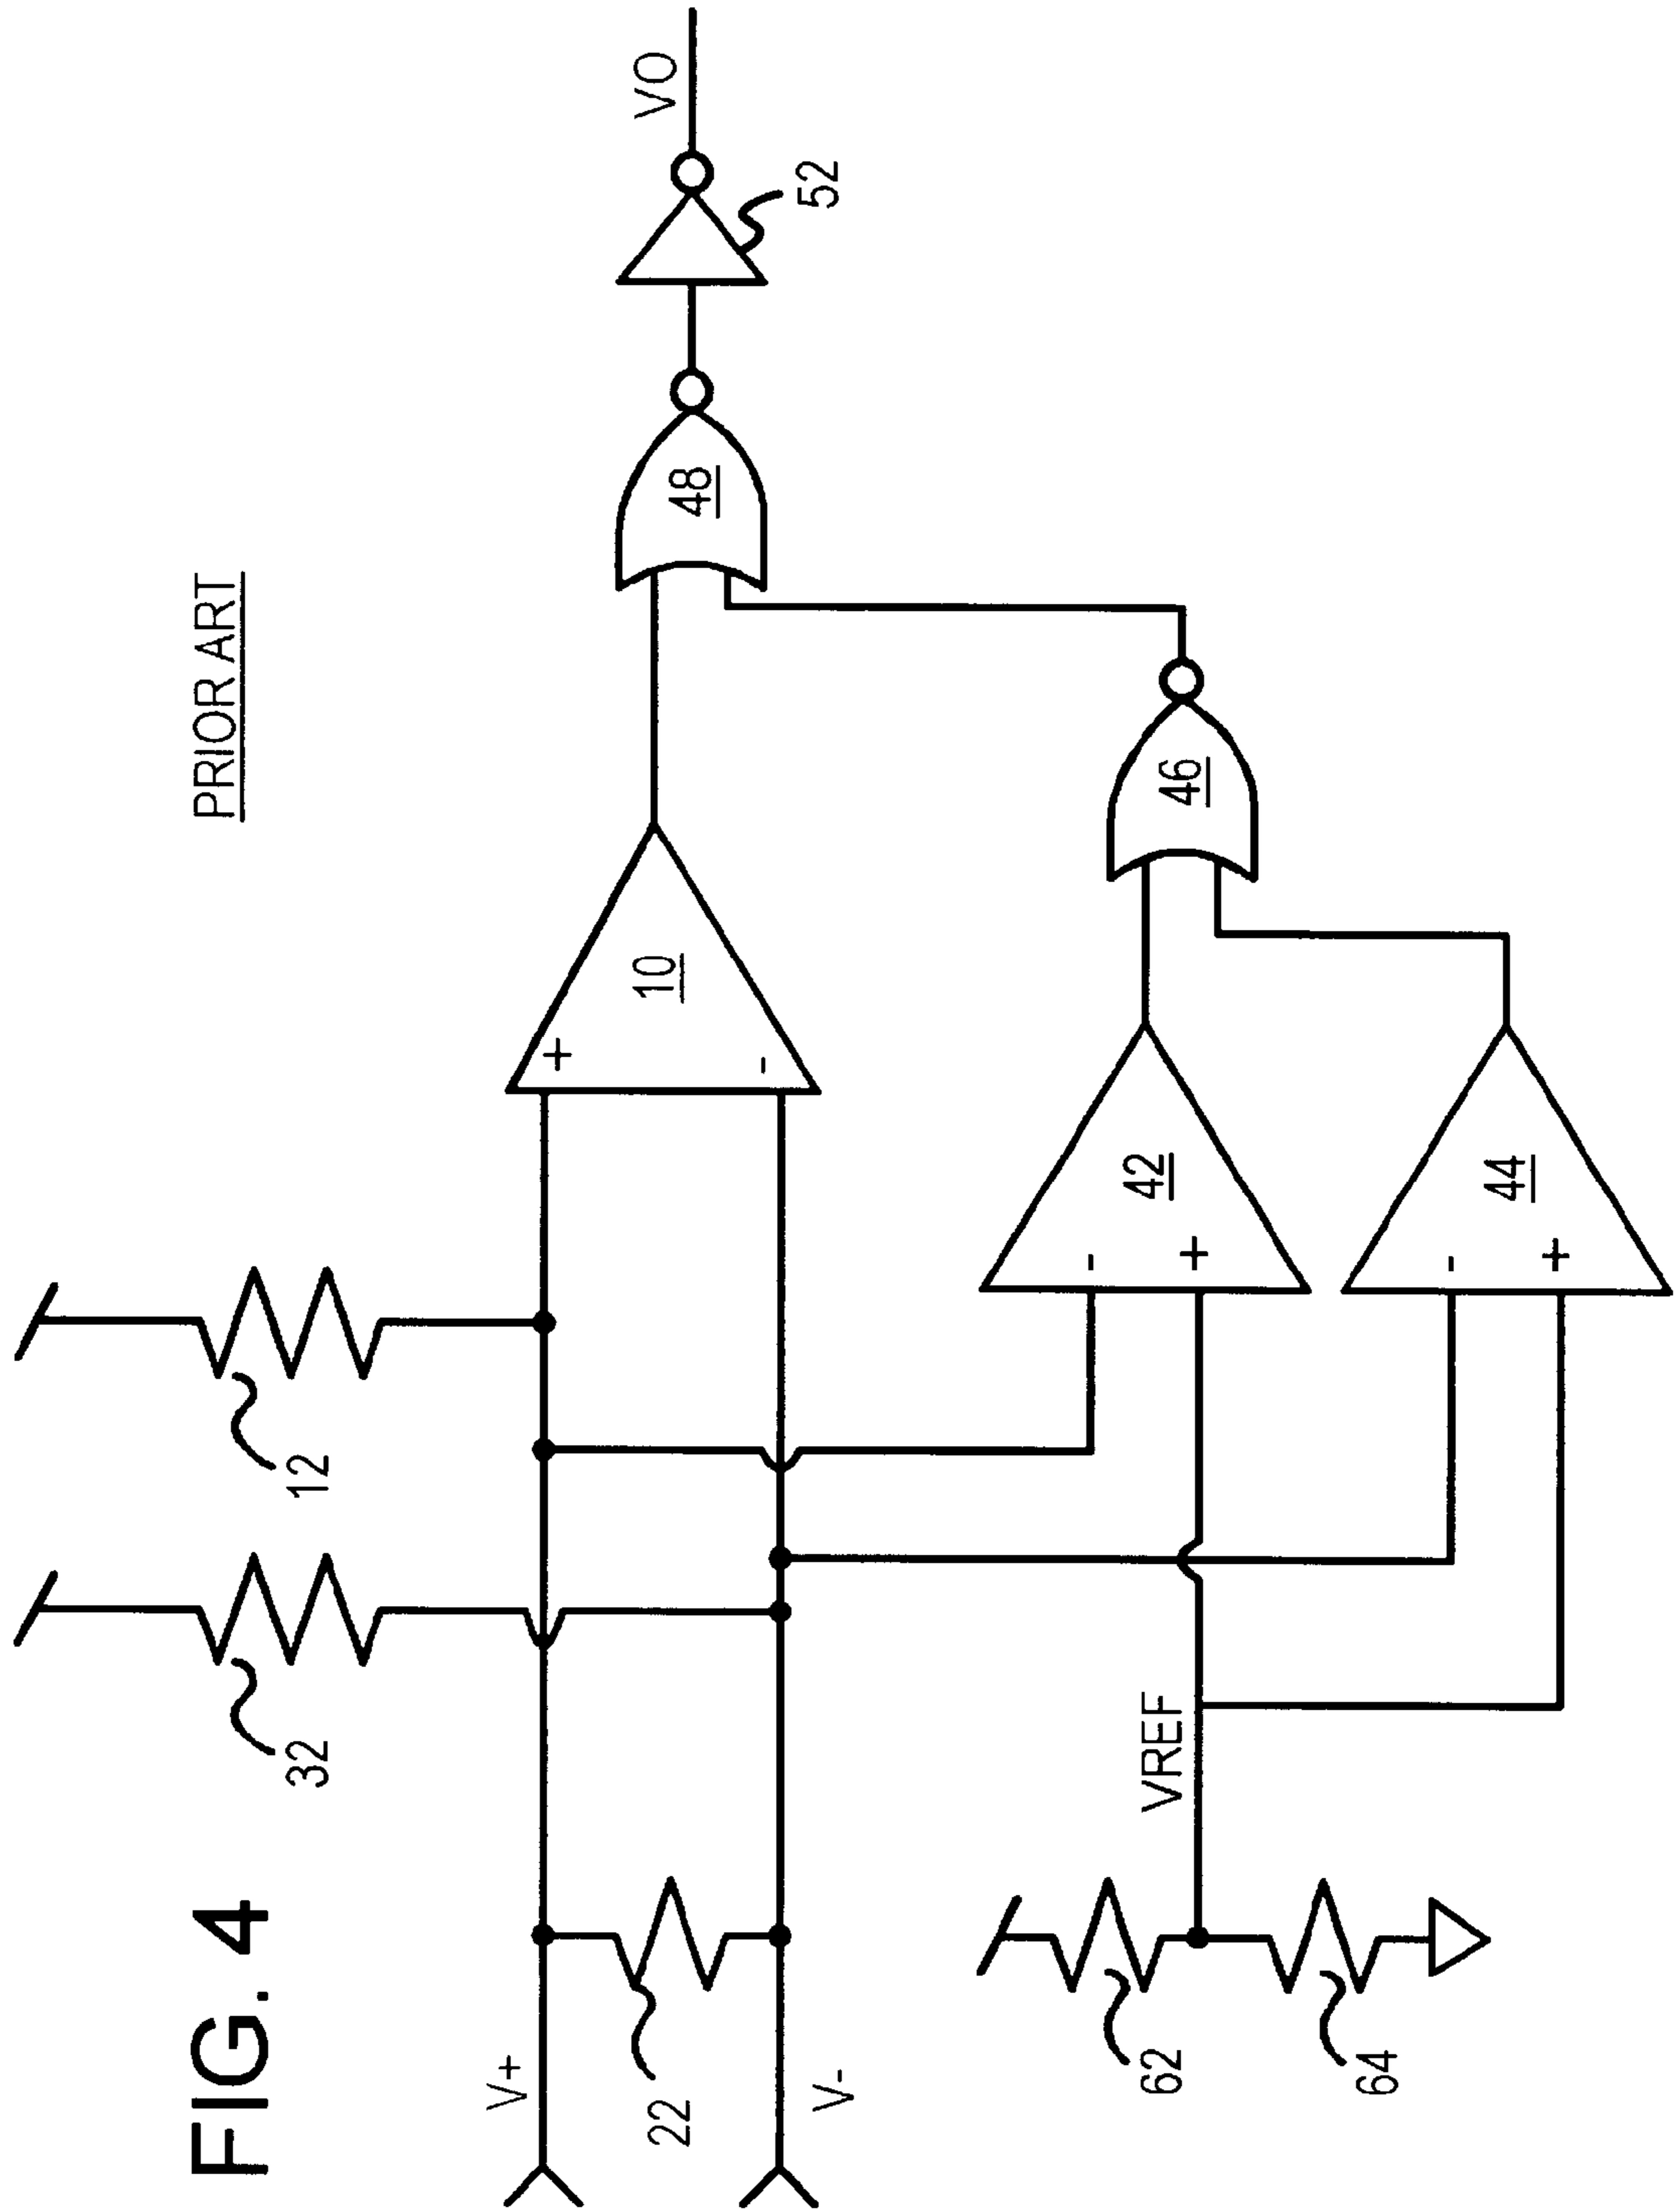 FIG. 4
PRIOR ART
32
12
V+
22
V-
10
+
-
48
VO
52
62
64
VREF
42
-
+
44
-
+
46